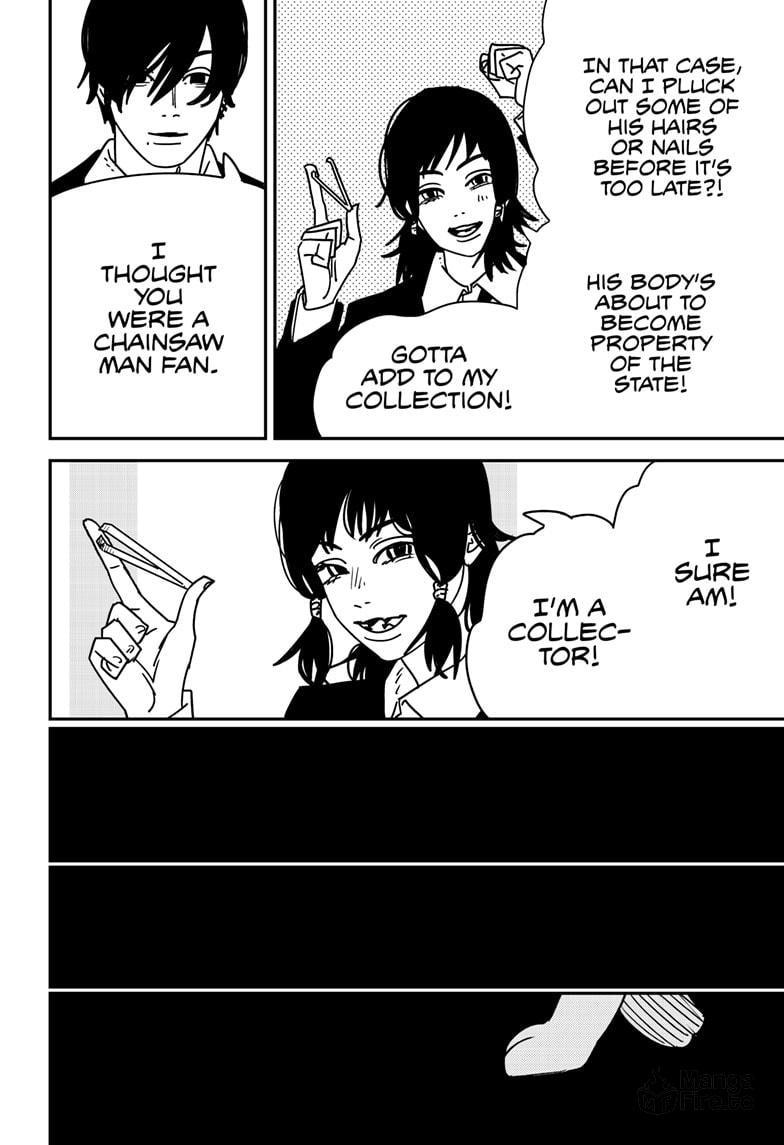 IN THAT CASE,
CAN I PLUCK
OUT SOME OF
HIS HAIRS
OR NAILS
BEFORE IT'S
TOO LATE?!
HIS BODY'S
ABOUT TO
BECOME
PROPERTY
OF THE
STATE!
GOTTA
ADD TO MY
COLLECTION!
I
THOUGHT
YOU
WERE A
CHAINSAW
MAN FAN.
I
SURE
AM!
I'M A
COLLEC-
TOR!
Manga
Fire.to